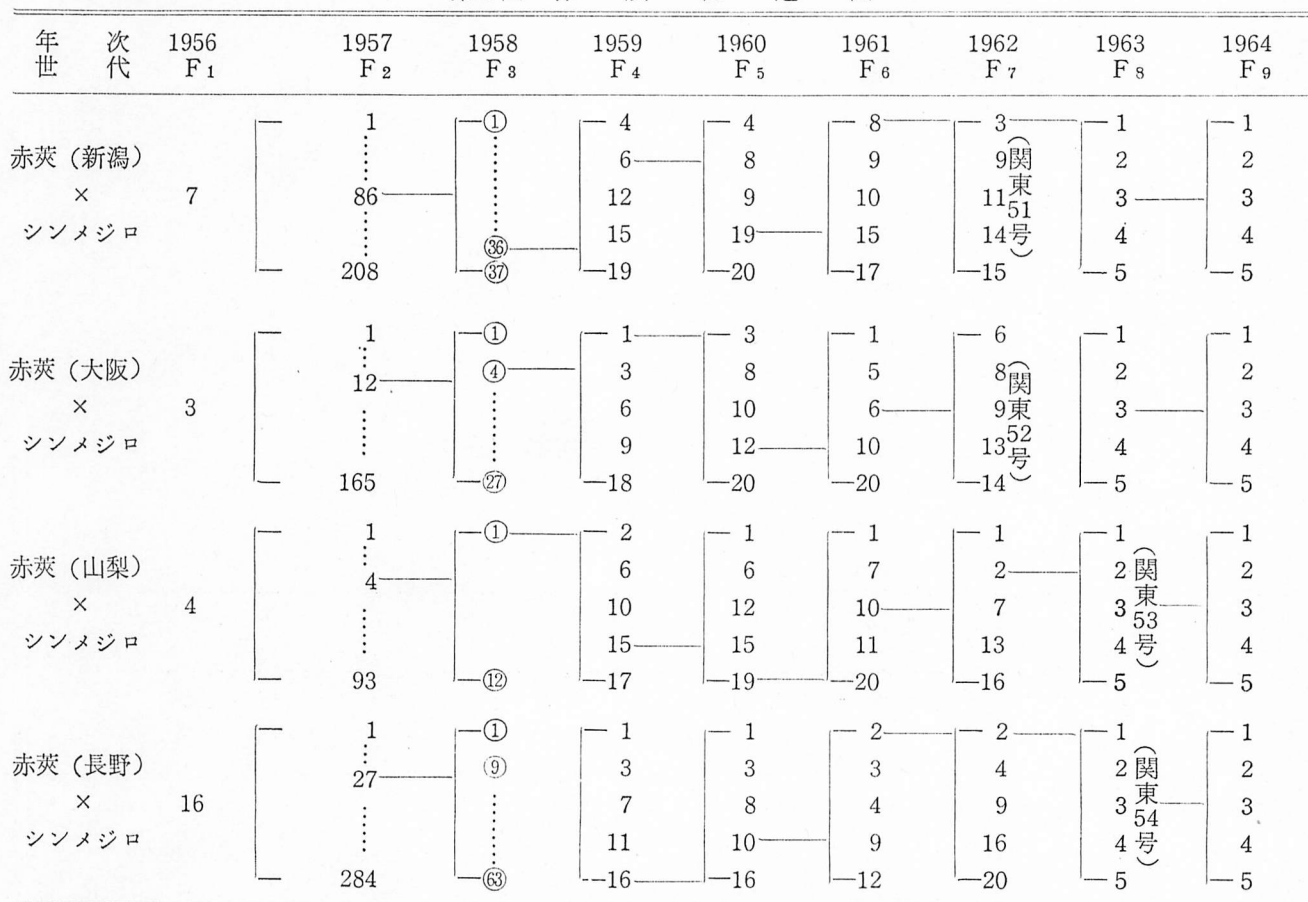 年次 1956 1957 1958 1959 1960 1961 1962 1963 1964
世代 F1 F2 F3 F4 F5 F6 F7 F8 F9
1 ① 4 4 8 3 1 1
赤莢(新潟) 6 8 9 9 2 2
× 7 86 12 9 10 11 3 3
シンメジロ ㊱ 15 19 15 14 4 4
208 ㊲ 19 20 17 15 5 5
(関東51号)
1 ① 1 3 1 6 1 1
赤莢(大阪) 12 ④ 3 8 5 8 2 2
× 3 6 10 6 9 3 3
シンメジロ 9 12 10 13 4 4
165 ㉗ 18 20 20 14 5 5
(関東52号)
1 ① 2 1 1 1 1 1
赤莢(山梨) 4 6 6 7 2 2 2
× 4 10 12 10 7 3 3
シンメジロ 15 15 11 13 4 4
93 ⑫ 17 19 20 16 5 5
(関東53号)
1 ① 1 1 2 2 1 1
赤莢(長野) 27 ⑨ 3 3 3 4 2 2
× 16 7 8 4 9 3 3
シンメジロ 11 10 9 16 4 4
284 63 16 16 12 20 5 5
(関東54号)